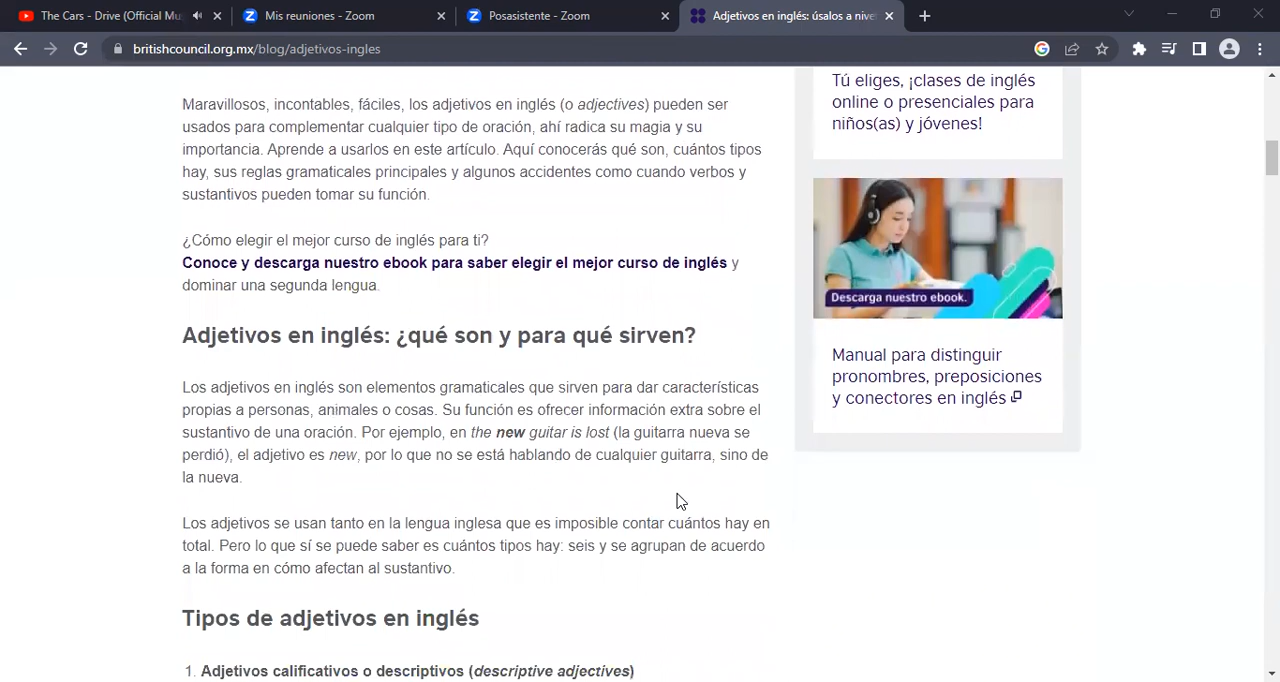 The Cars - Drive (Official Mu
Mis reuniones - Zoom
Posasistente - Zoom
Adjetivos en inglés: úsalos a nive
britishcouncil.org.mx/blog/adjetivos-ingles
Maravillosos, incontables, fáciles, los adjetivos en inglés (o adjectives) pueden ser
usados para complementar cualquier tipo de oración, ahí radica su magia y su
importancia. Aprende a usarlos en este artículo. Aquí conocerás qué son, cuántos tipos
hay, sus reglas gramaticales principales y algunos accidentes como cuando verbos y
sustantivos pueden tomar su función.
¿Cómo elegir el mejor curso de inglés para ti?
Conoce y descarga nuestro ebook para saber elegir el mejor curso de inglés y
dominar una segunda lengua.
Adjetivos en inglés: ¿qué son y para qué sirven?
Los adjetivos en inglés son elementos gramaticales que sirven para dar características
propias a personas, animales o cosas. Su función es ofrecer información extra sobre el
sustantivo de una oración. Por ejemplo, en the new guitar is lost (la guitarra nueva se
perdió), el adjetivo es new, por lo que no se está hablando de cualquier guitarra, sino de
la nueva.
Los adjetivos se usan tanto en la lengua inglesa que es imposible contar cuántos hay en
total. Pero lo que sí se puede saber es cuántos tipos hay: seis y se agrupan de acuerdo
a la forma en cómo afectan al sustantivo.
Tipos de adjetivos en inglés
1. Adjetivos calificativos o descriptivos (descriptive adjectives)
Tú eliges, ¡clases de inglés
online o presenciales para
niños(as) y jóvenes!
Descarga nuestro ebook.
Manual para distinguir
pronombres, preposiciones
y conectores en inglés